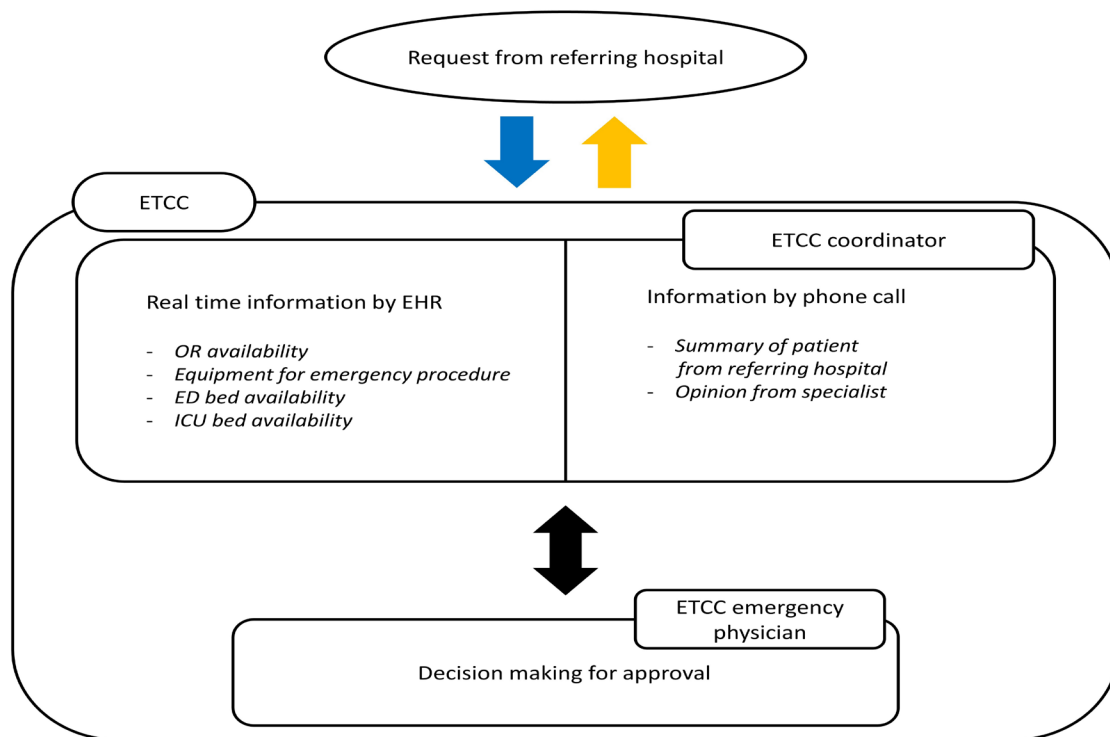 Request from referring hospital
ETCC
ETCC coordinator
Real time information by EHR
- OR availability
- Equipment for emergency procedure
- ED bed availability
- ICU bed availability
Information by phone call
- Summary of patient
from referring hospital
- Opinion from specialist
ETCC emergency
physician
Decision making for approval